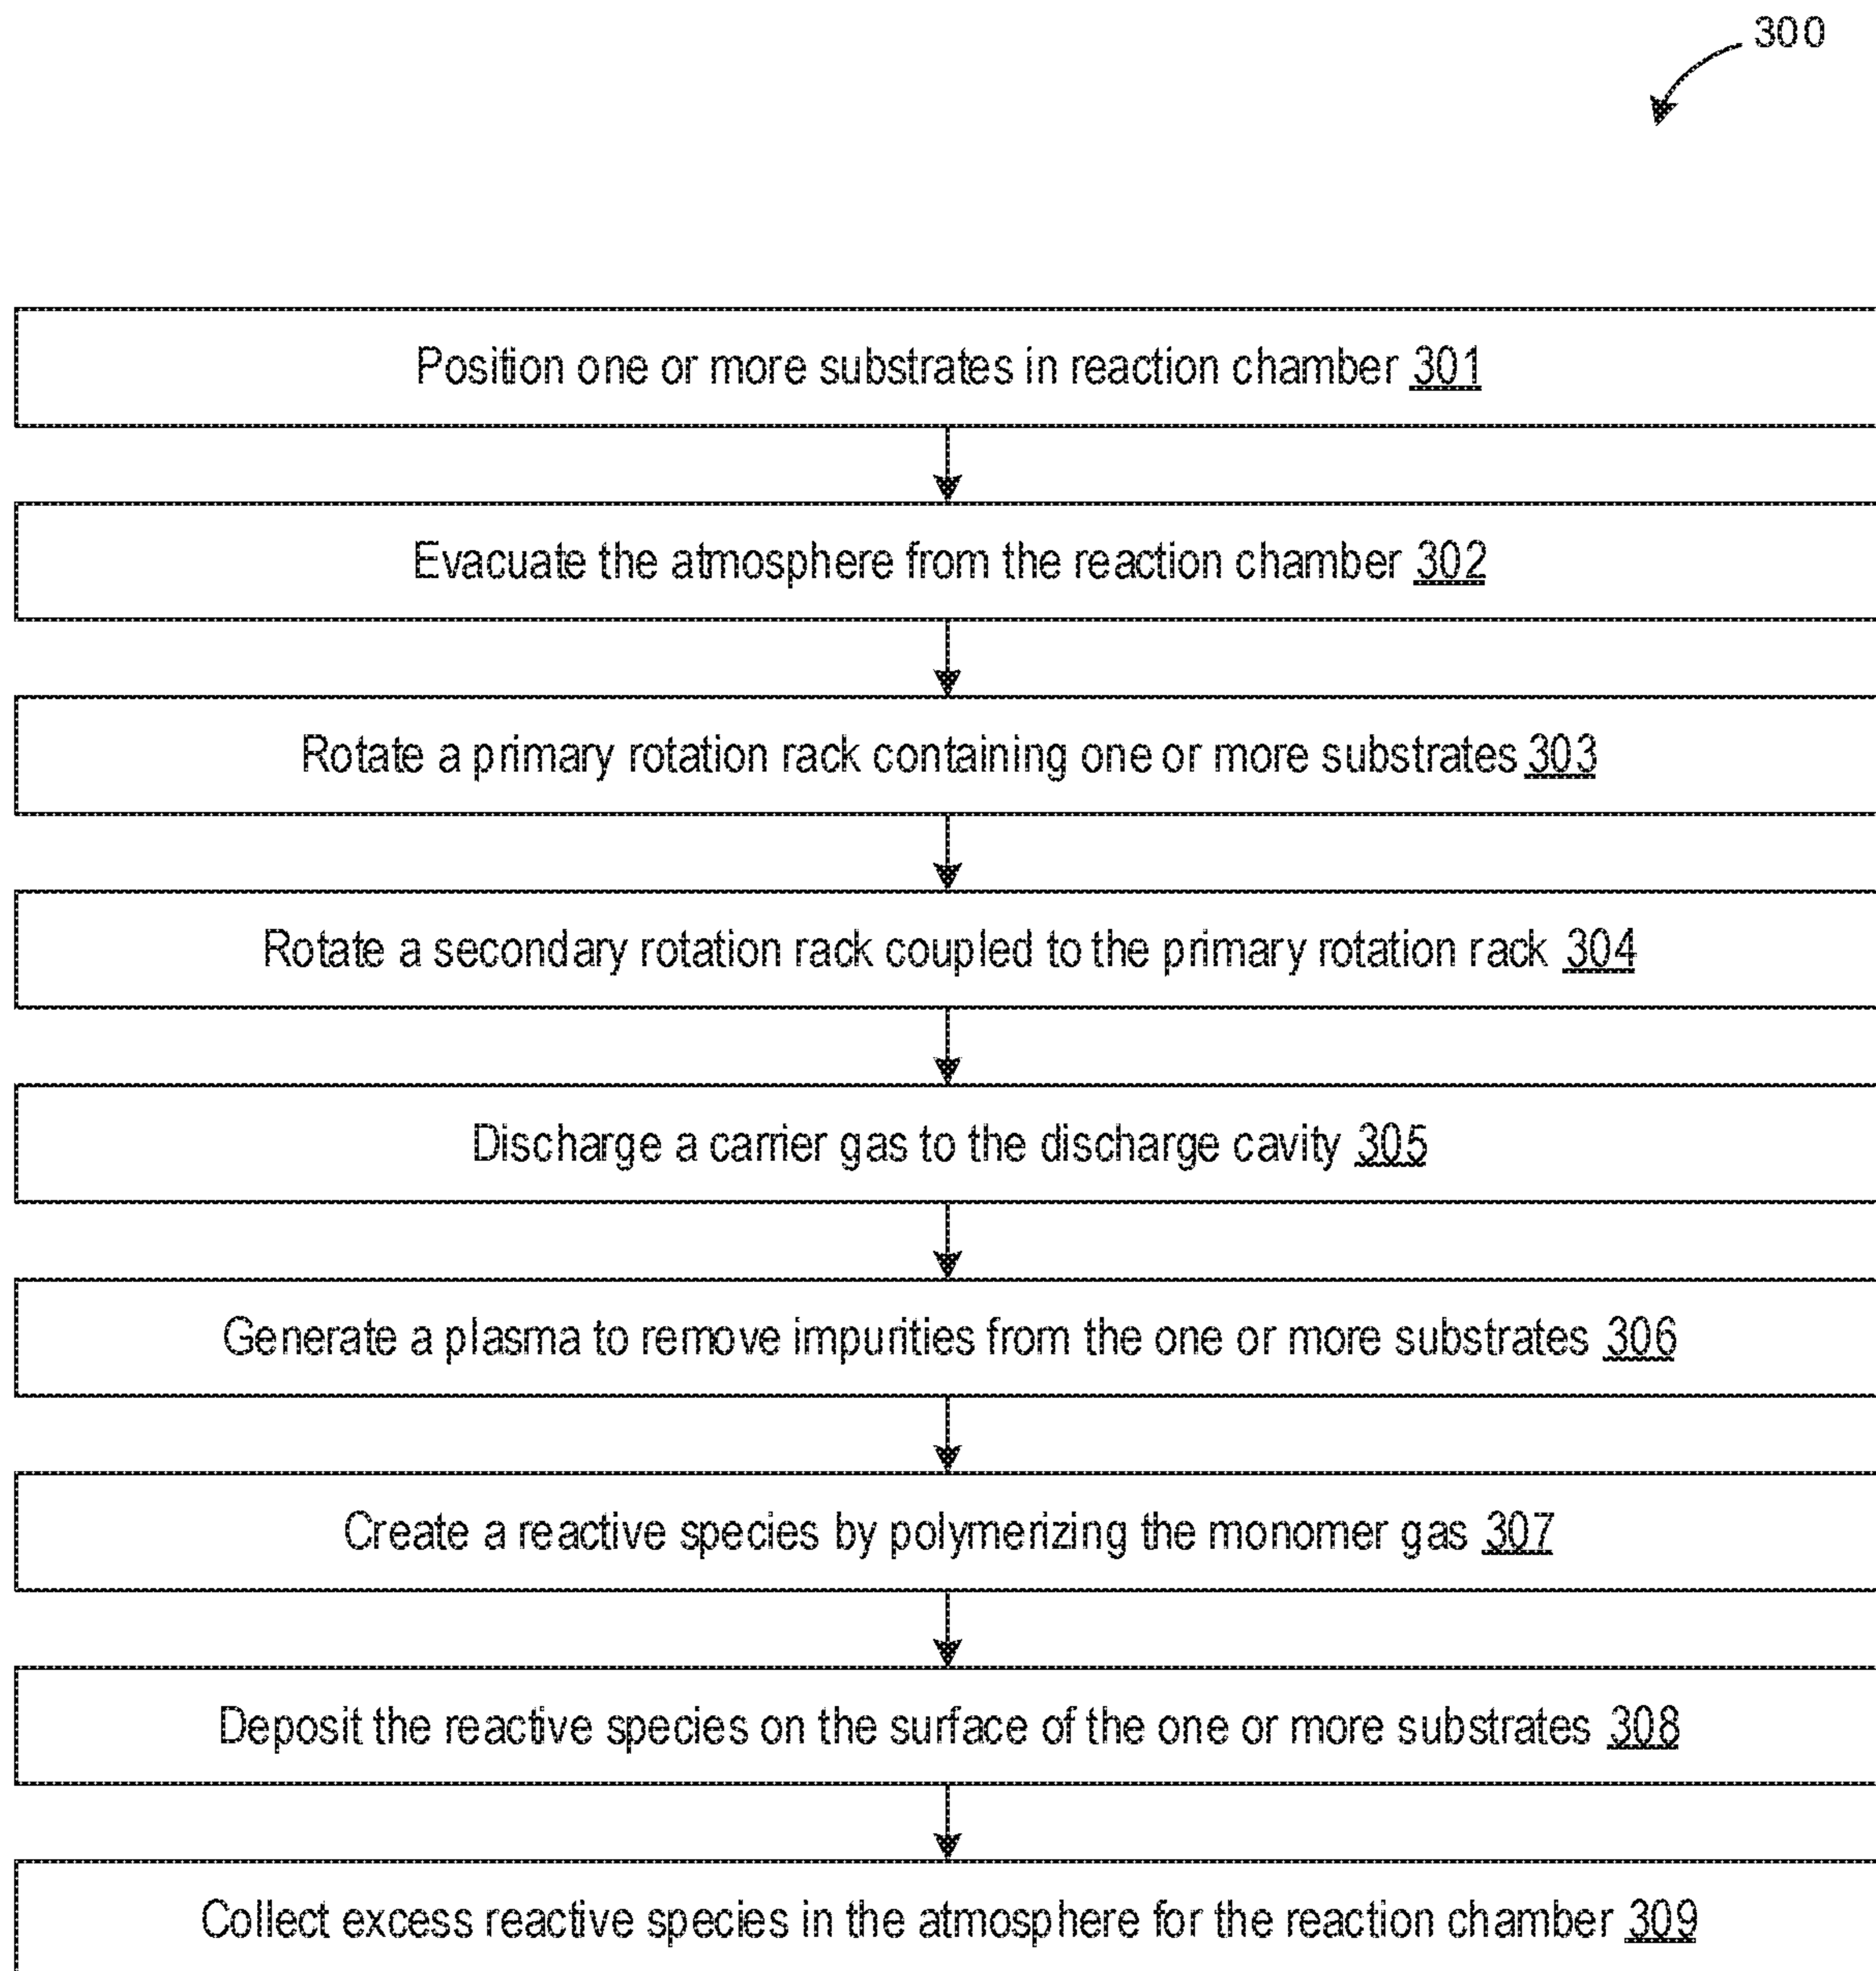 300
Position one or more substrates in reaction chamber 301
Evacuate the atmosphere from the reaction chamber 302
Rotate a primary rotation rack containing one or more substrates 303
Rotate a secondary rotation rack coupled to the primary rotation rack 304
Discharge a carrier gas to the discharge cavity 305
Generate a plasma to remove impurities from the one or more substrates 306
Create a reactive species by polymerizing the monomer gas 307
Deposit the reactive species on the surface of the one or more substrates 308
Collect excess reactive species in the atmosphere for the reaction chamber 309